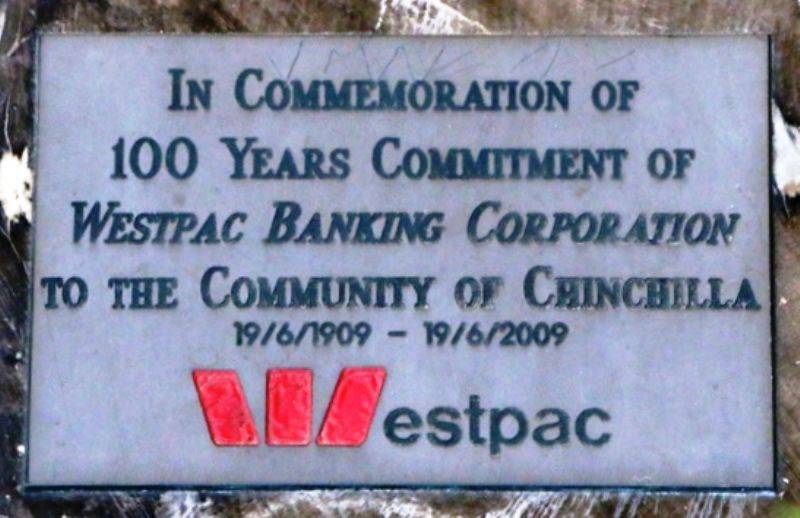 In Commemoration of
100 Years Commitment of
Westpac Banking Corporation
to the Community of Chinchilla
19/6/1909 – 19/6/2009
Westpac